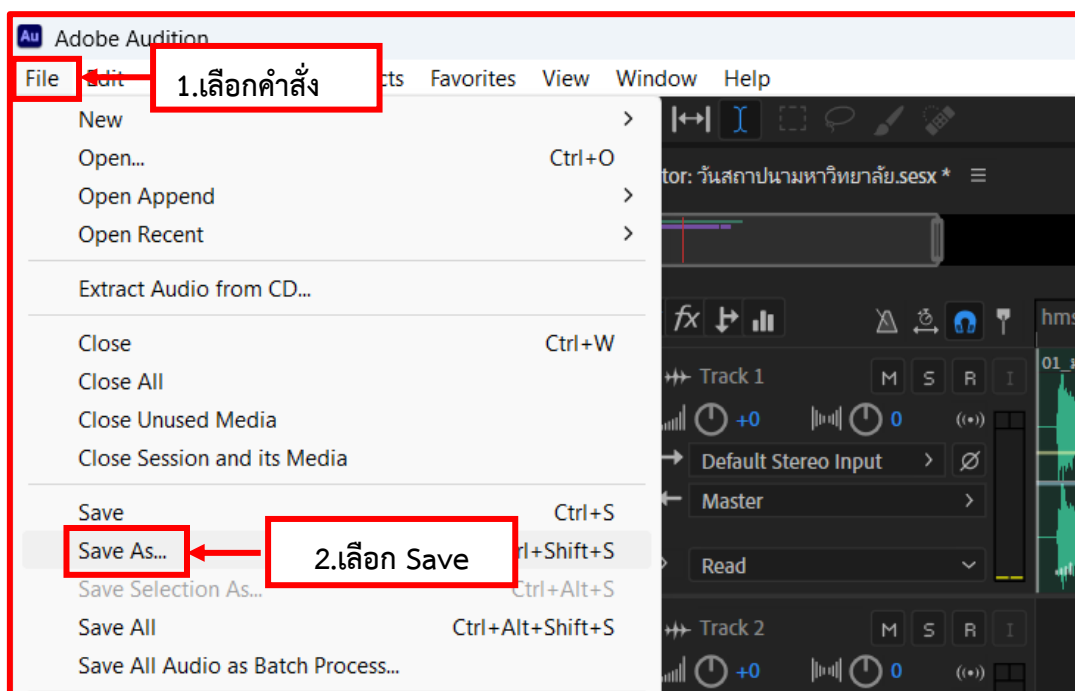 Au Adobe Audition
File Edit cts Favorites View Window Help
1.เลือกคำสั่ง
New
Open... Ctrl+O
tor: วันสถาปนามหาวิทยาลัย.sesx *
Open Append
Open Recent
Extract Audio from CD...
fx hms
Close Ctrl+W
Close All
Track 1 M S R I 01_
Close Unused Media
+0 0
Close Session and its Media
Default Stereo Input
Save Ctrl+S
Master
Save As... rl+Shift+S
2.เลือก Save
Read
Save Selection As... Ctrl+Alt+S
Save All Ctrl+Alt+Shift+S
Track 2 M S R I
Save All Audio as Batch Process...
+0 0